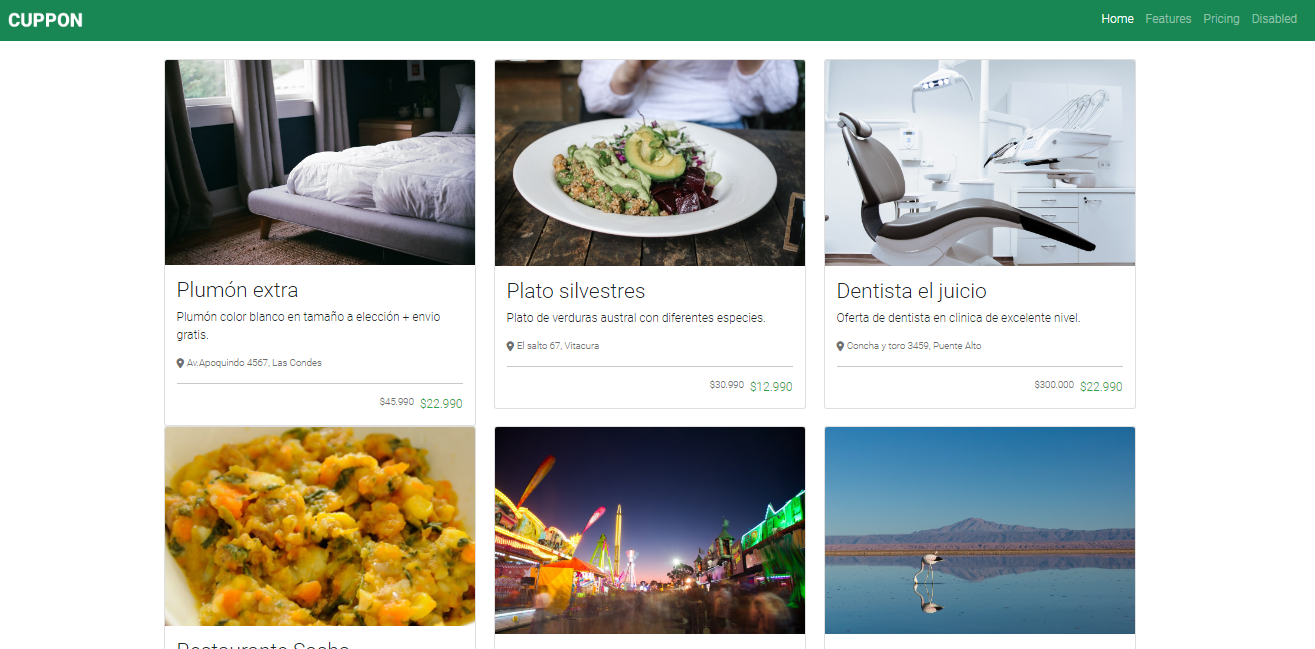 CUPPON
Home Features Pricing Disabled
Plumón extra
Plumón color blanco en tamaño a elección + envio
gratis.
Av.Apoquindo 4567, Las Condes
$45.990 $22.990
Plato silvestres
Plato de verduras austral con diferentes especies.
El salto 67, Vitacura
$30.990 $12.990
Dentista el juicio
Oferta de dentista en clinica de excelente nivel.
Concha y toro 3459, Puente Alto
$300.000 $22.990
Restaurante